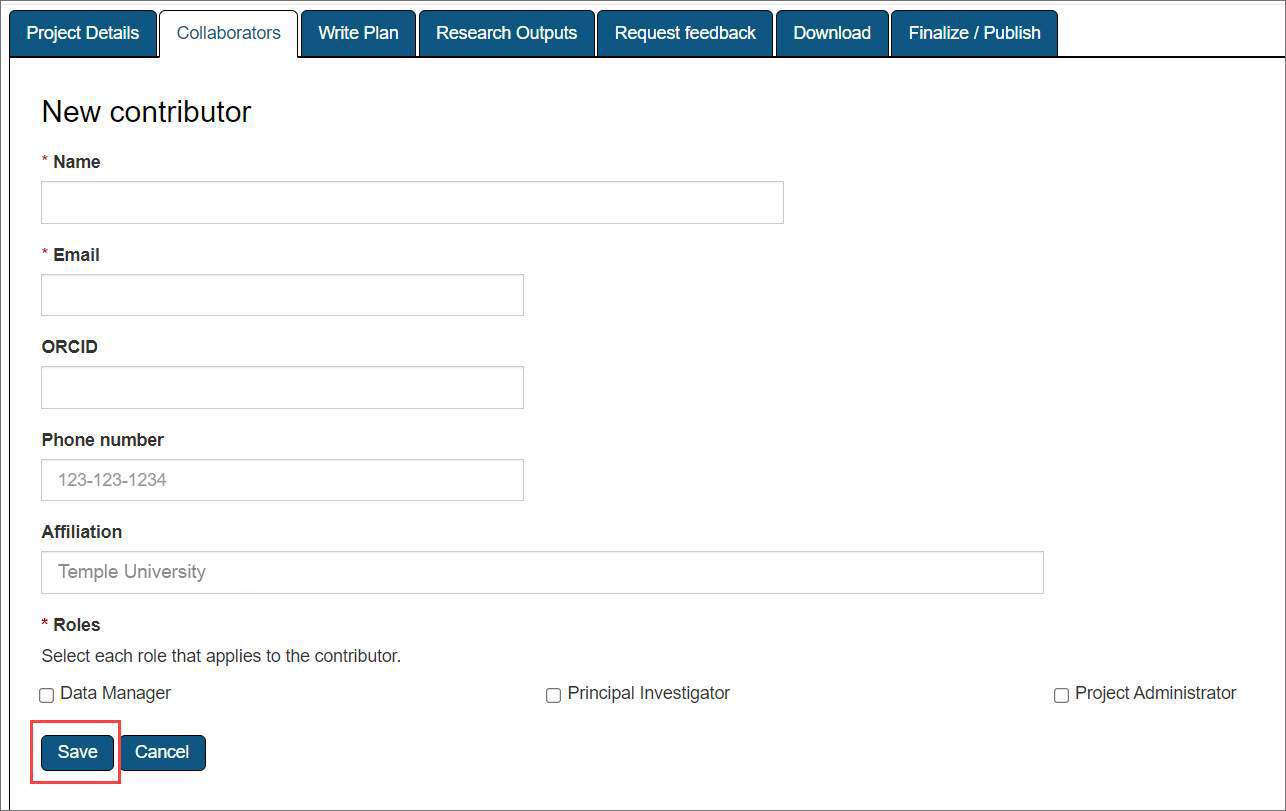 Project Details Collaborators Write Plan Research Outputs Request feedback Download Finalize / Publish
New contributor
* Name
* Email
ORCID
Phone number
123-123-1234
Affiliation
Temple University
* Roles
Select each role that applies to the contributor.
Data Manager Principal Investigator Project Administrator
Save Cancel